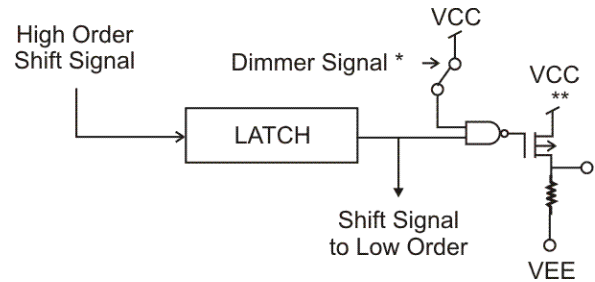 VCC
High Order
Shift Signal
Dimmer Signal *
VCC
**
LATCH
Shift Signal
to Low Order
VEE